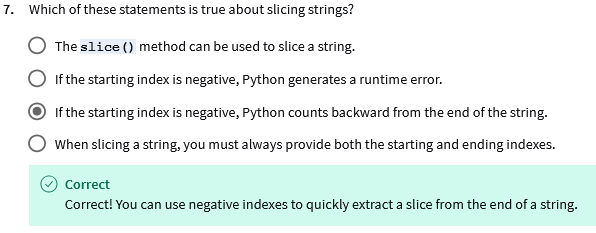 7. Which of these statements is true about slicing strings?
The slice() method can be used to slice a string.
If the starting index is negative, Python generates a runtime error.
If the starting index is negative, Python counts backward from the end of the string.
When slicing a string, you must always provide both the starting and ending indexes.
Correct
Correct! You can use negative indexes to quickly extract a slice from the end of a string.